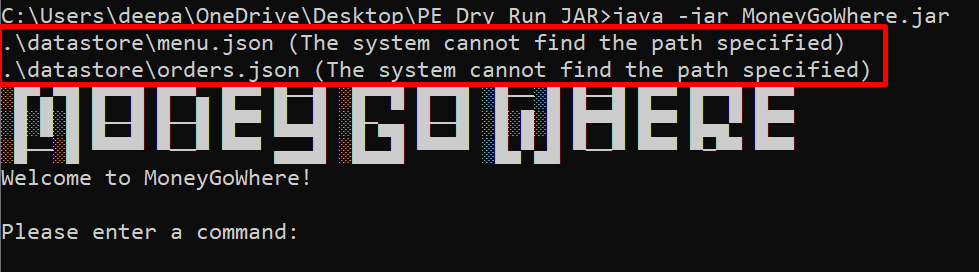 C:\Users\deepa\OneDrive\Desktop\PE Dry Run JAR>java -jar MoneyGoWhere.jar
.\datastore\menu.json (The system cannot find the path specified)
.\datastore\orders.json (The system cannot find the path specified)
MONEY GO WHERE
Welcome to MoneyGoWhere!
Please enter a command: